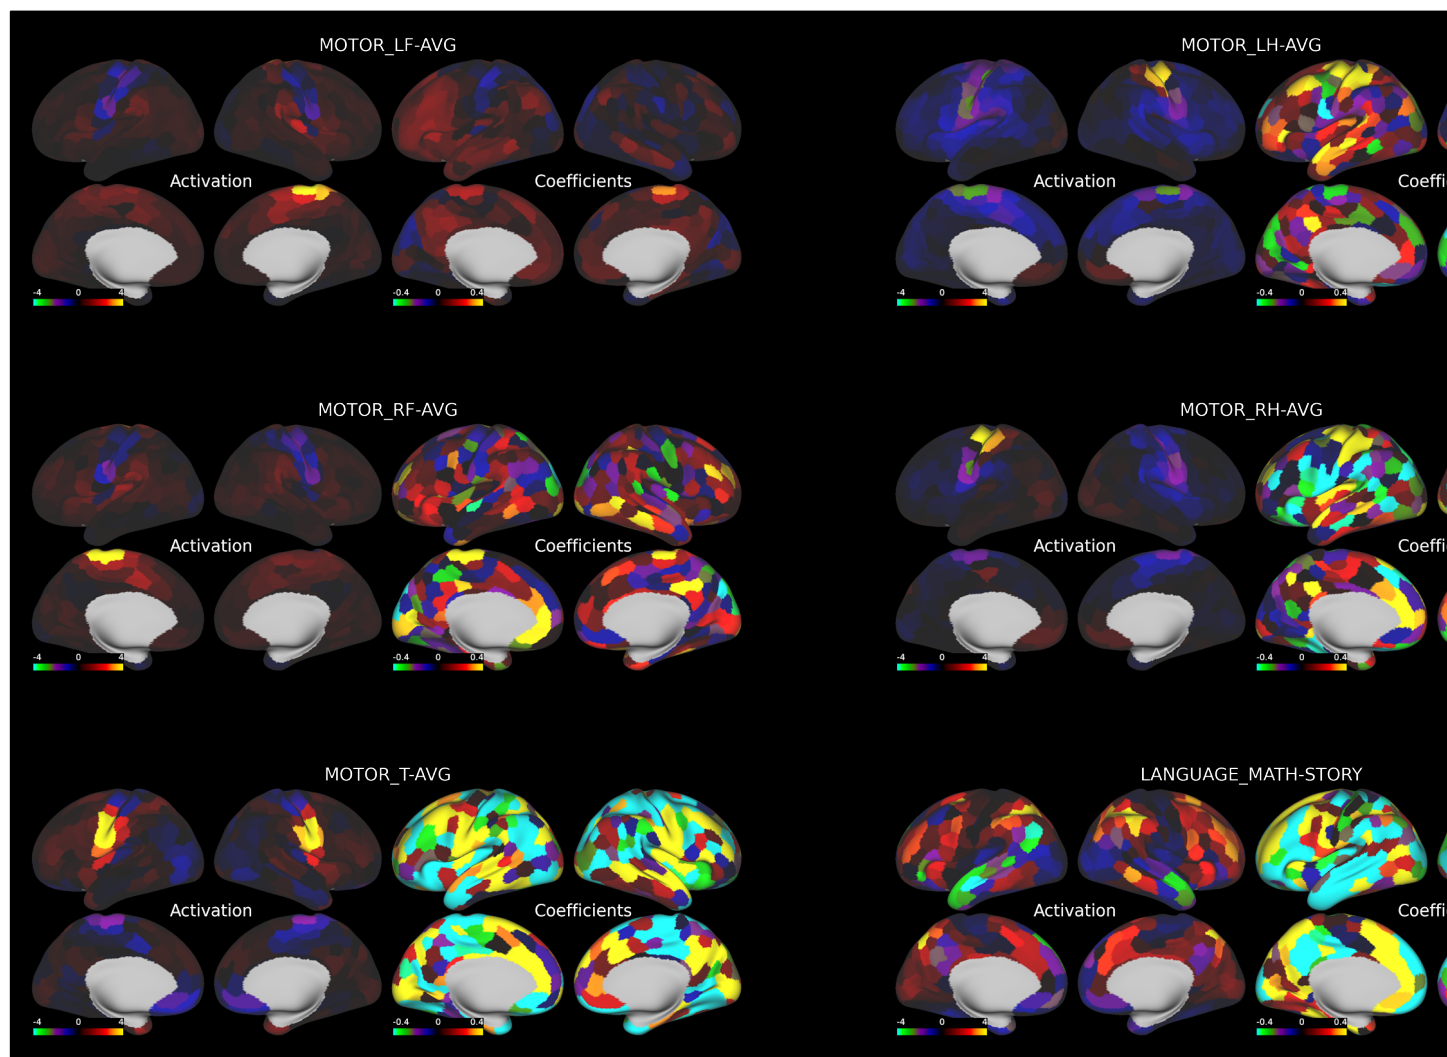 MOTOR_LF-AVG
Activation
Coefficients
-4 0 4
-0.4 0 0.4
MOTOR_LH-AVG
Activation
Coeffi
-4 0 4
-0.4 0 0.4
MOTOR_RF-AVG
Activation
Coefficients
-4 0 4
-0.4 0 0.4
MOTOR_RH-AVG
Activation
Coeffi
-4 0 4
-0.4 0 0.4
MOTOR_T-AVG
Activation
Coefficients
-4 0 4
-0.4 0 0.4
LANGUAGE_MATH-STORY
Activation
Coeffi
-4 0 4
-0.4 0 0.4